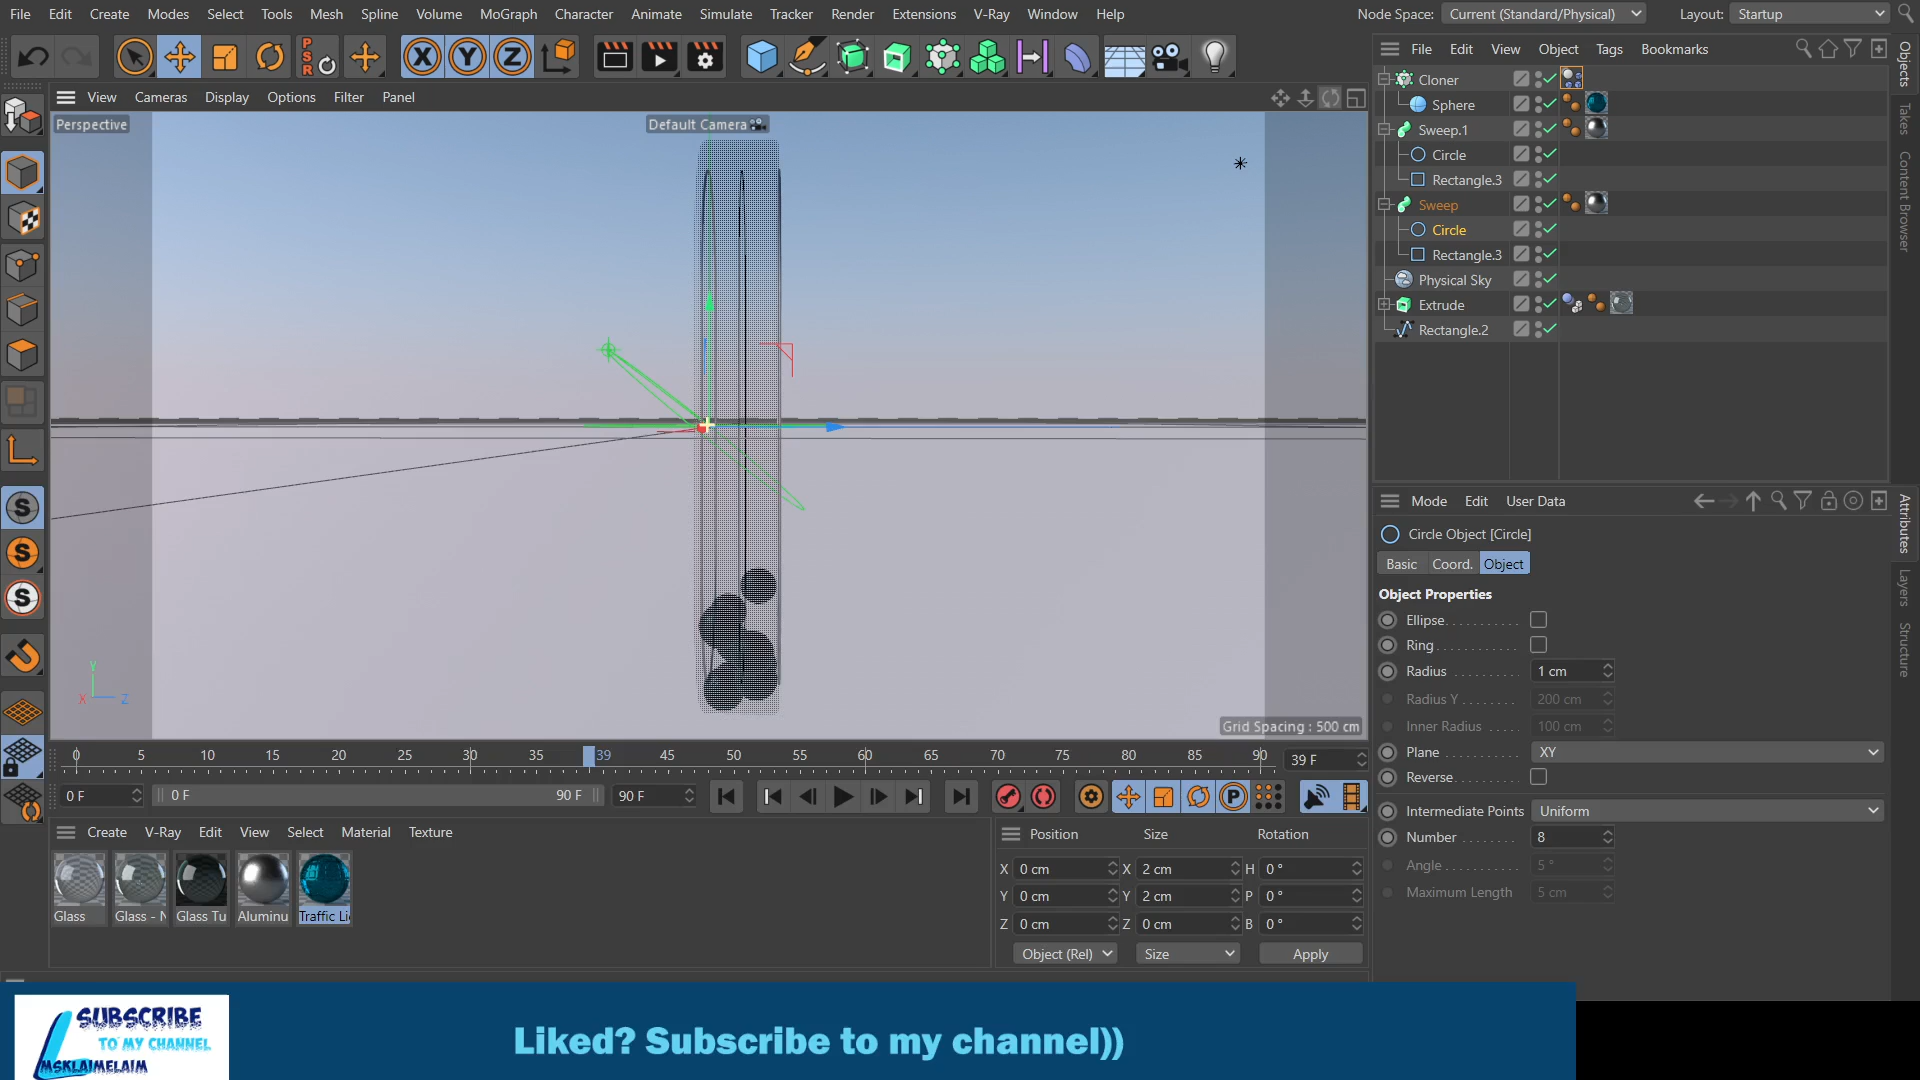 File Edit Create Modes Select Tools Mesh Spline Volume MoGraph Character Animate Simulate Tracker Render Extensions V-Ray Window Help Node Space: Current (Standard/Physical) Layout: Startup
PSR X Y Z
File Edit View Object Tags Bookmarks
View Cameras Display Options Filter Panel
Perspective Default Camera
Cloner
Sphere
Sweep.1
Circle
Rectangle.3
Sweep
Circle
Rectangle.3
Physical Sky
Extrude
Rectangle.2
Objects
Takes
Content Browser
Attributes
Layers
Structure
S
S
S
Y
X Z
Grid Spacing : 500 cm
Mode Edit User Data
Circle Object [Circle]
Basic Coord. Object
Object Properties
Ellipse
Ring
Radius 1 cm
Radius Y 200 cm
Inner Radius 100 cm
Plane XY
Reverse
Intermediate Points Uniform
Number 8
Angle 5 °
Maximum Length 5 cm
0 5 10 15 20 25 30 35 39 45 50 55 60 65 70 75 80 85 90 39 F
0 F 0 F 90 F 90 F P
Create V-Ray Edit View Select Material Texture
Glass Glass - N Glass Tu Aluminu Traffic Li
Position Size Rotation
X 0 cm X 2 cm H 0 °
Y 0 cm Y 2 cm P 0 °
Z 0 cm Z 0 cm B 0 °
Object (Rel) Size Apply
SUBSCRIBE
TO MY CHANNEL
MSKLAIMELAIM
Liked? Subscribe to my channel))